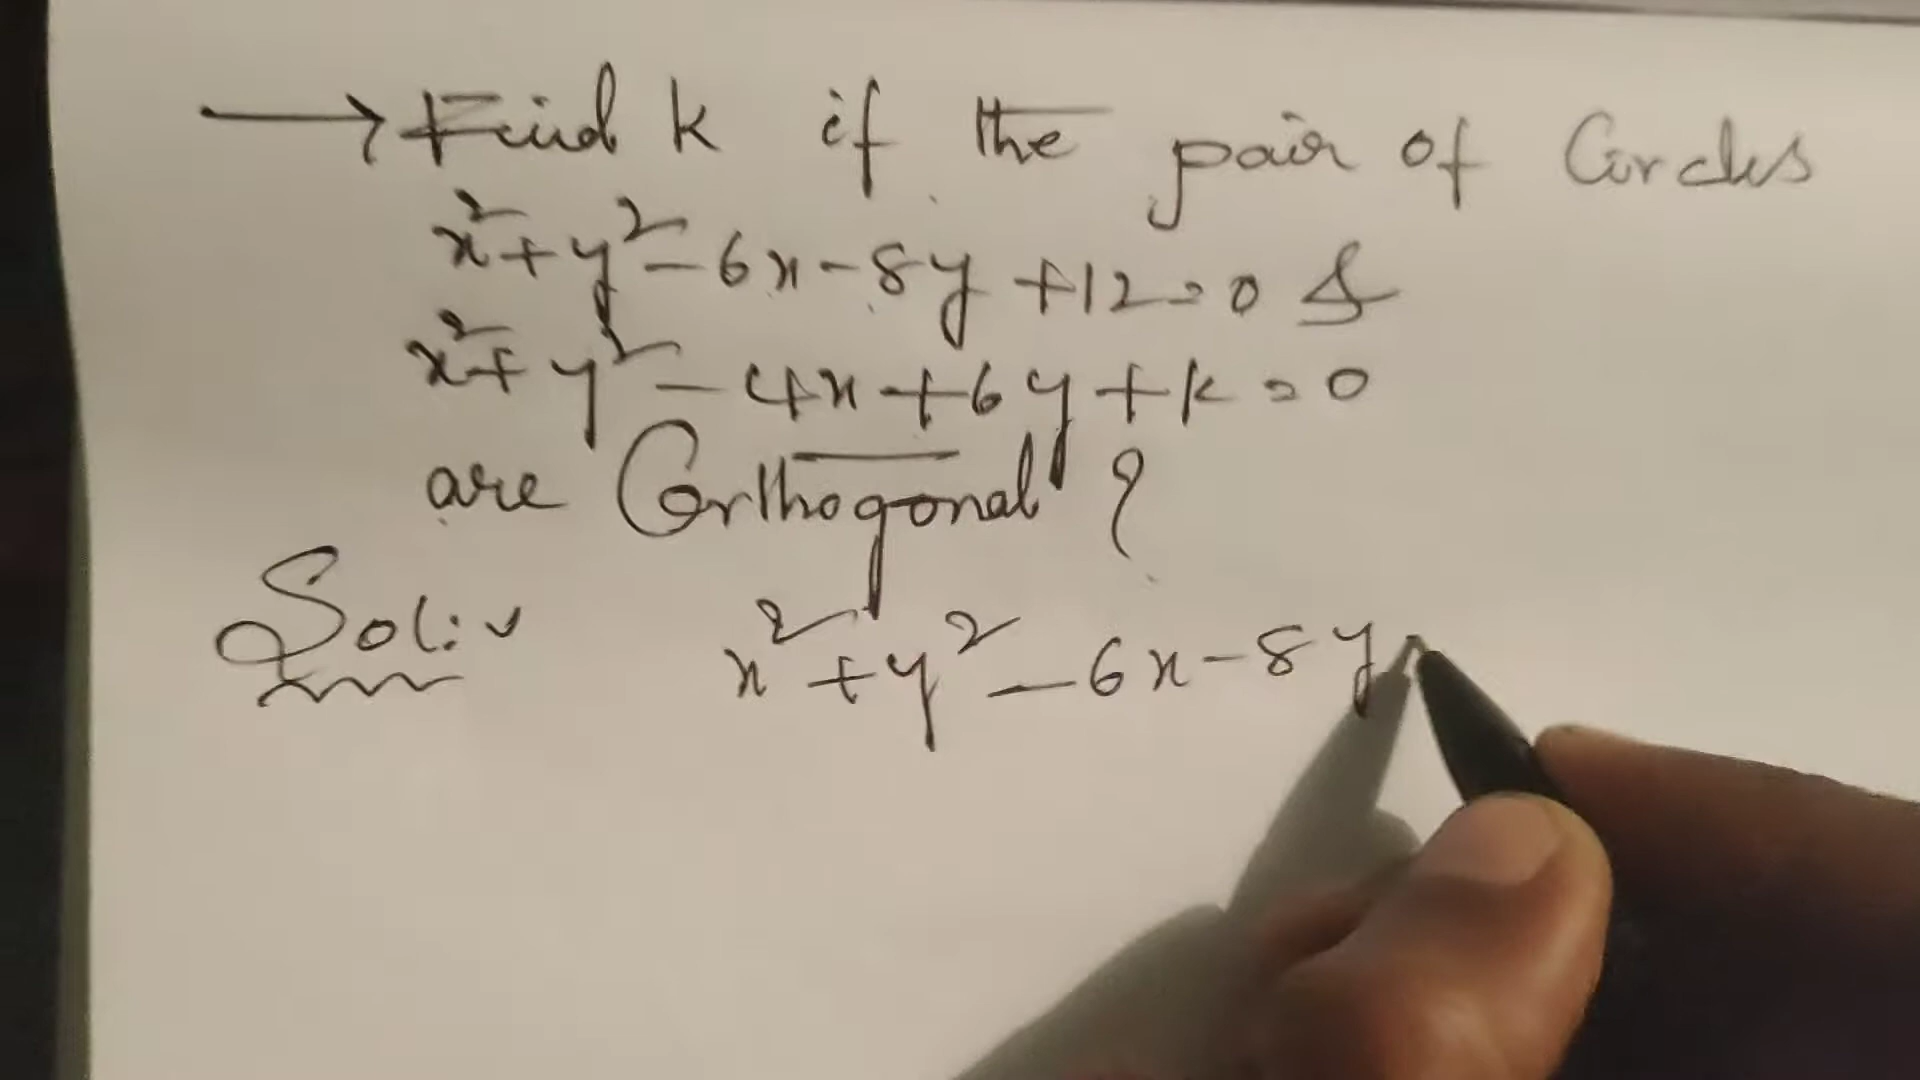 → Find k if the pair of Circles
x²+y²-6x-8y+12=0 &
x²+y²-4x+6y+k=0
are Orthogonal ?
Sol:-
x²+y²-6x-8y